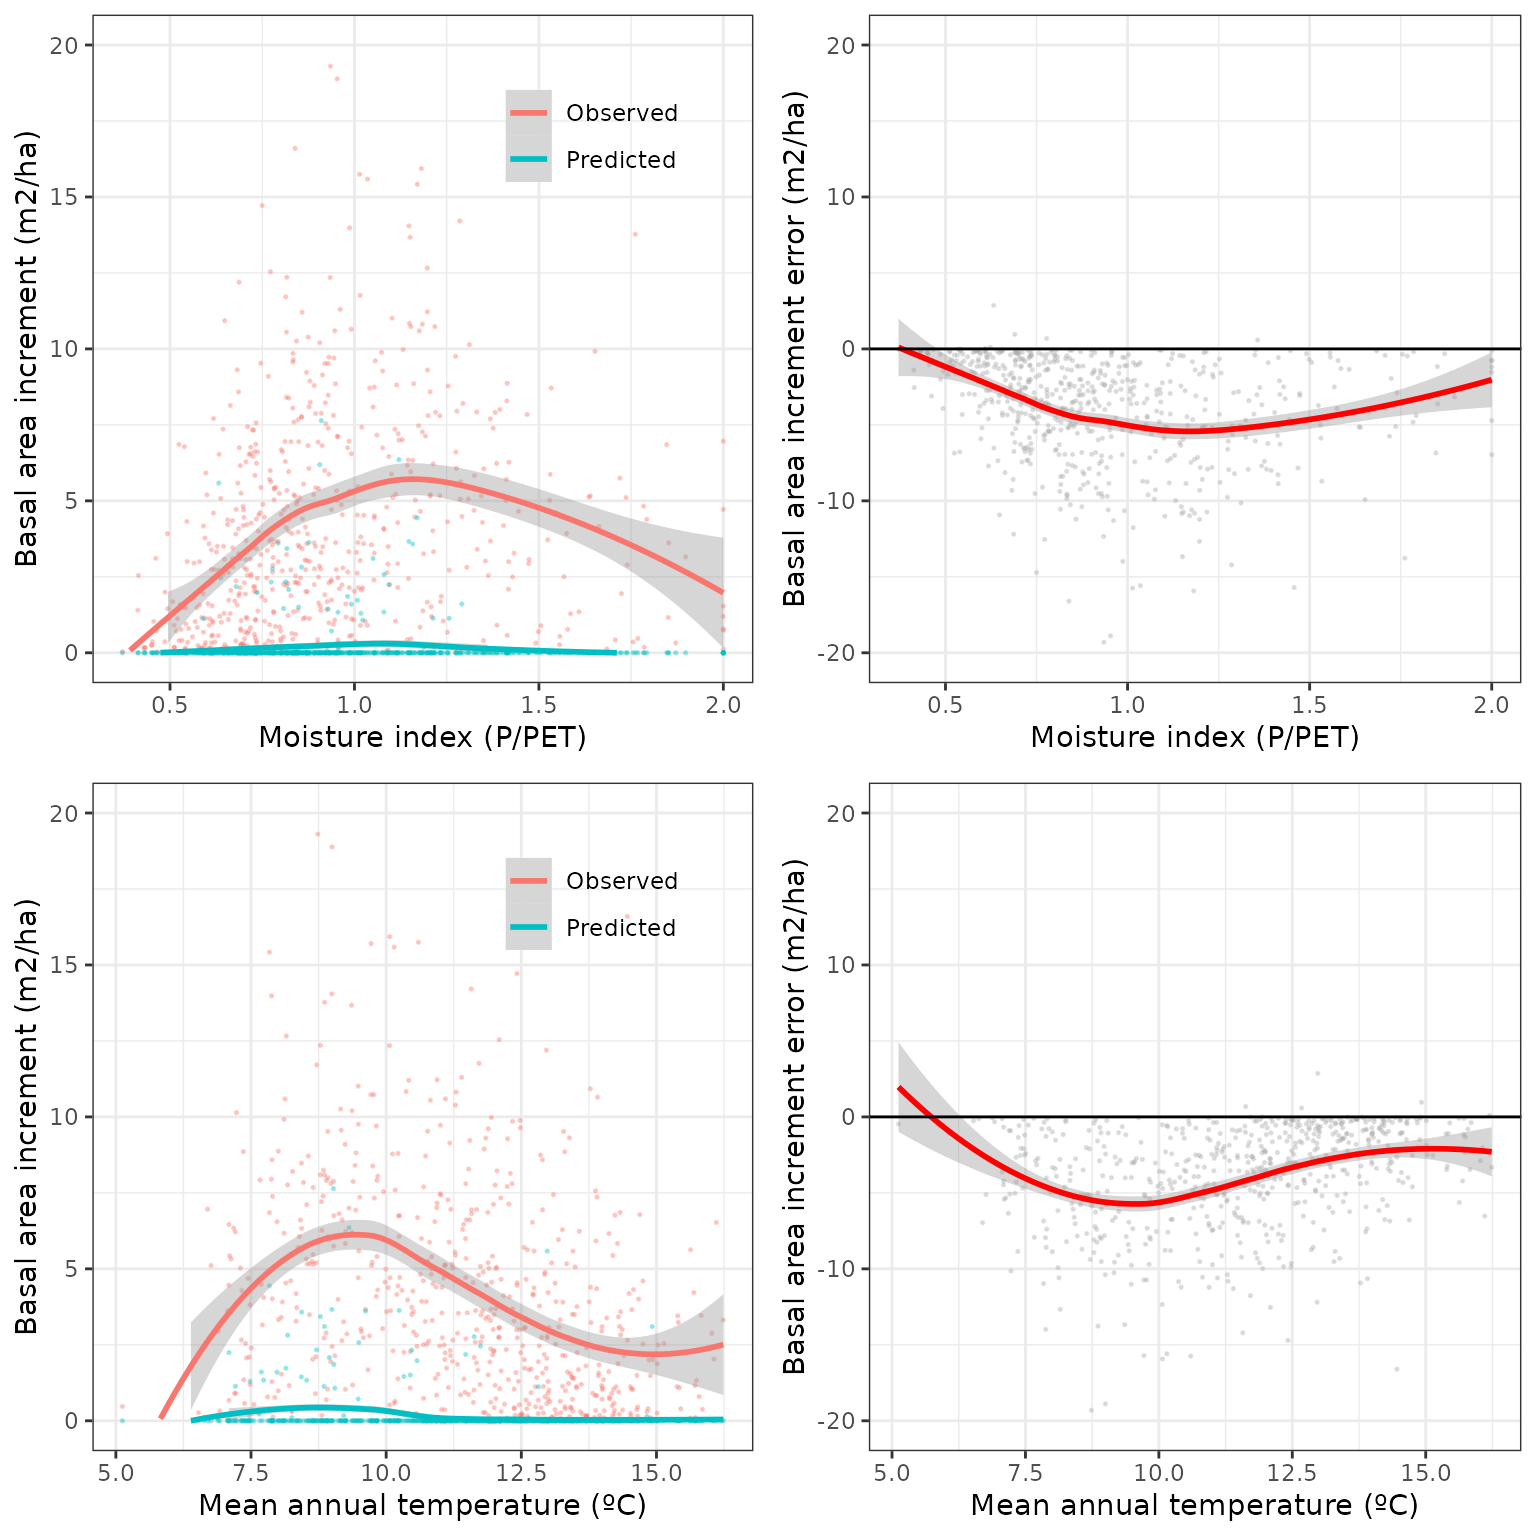 Basal area increment (m2/ha)
20
15
10
5
0
Observed
Predicted
0.5 1.0 1.5 2.0
Moisture index (P/PET)
Basal area increment error (m2/ha)
20
10
0
-10
-20
0.5 1.0 1.5 2.0
Moisture index (P/PET)
Basal area increment (m2/ha)
20
15
10
5
0
Observed
Predicted
5.0 7.5 10.0 12.5 15.0
Mean annual temperature (ºC)
Basal area increment error (m2/ha)
20
10
0
-10
-20
5.0 7.5 10.0 12.5 15.0
Mean annual temperature (ºC)